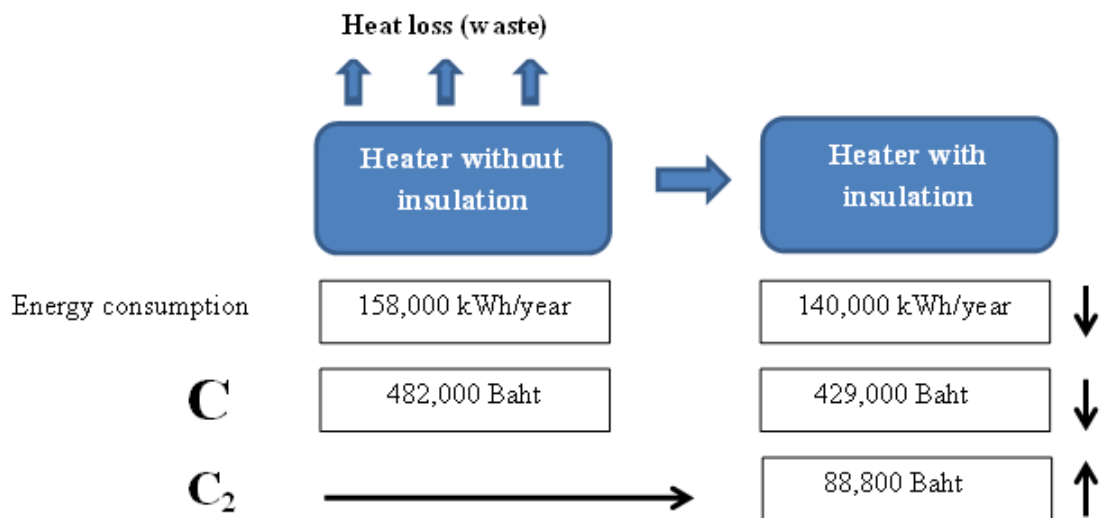 Heat loss (waste)
Heater without
insulation
Heater with
insulation
Energy consumption
158,000 kWh/year
140,000 kWh/year
C
482,000 Baht
429,000 Baht
C₂
88,800 Baht